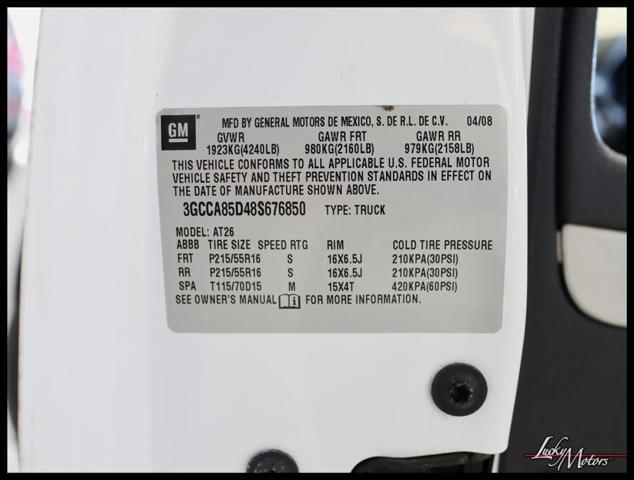 GM ® MFD BY GENERAL MOTORS DE MEXICO, S. DE R.L. DE C.V. 04/08
GVWR GAWR FRT GAWR RR
1923KG(4240LB) 980KG(2160LB) 979KG(2158LB)
THIS VEHICLE CONFORMS TO ALL APPLICABLE U.S. FEDERAL MOTOR
VEHICLE SAFETY AND THEFT PREVENTION STANDARDS IN EFFECT ON
THE DATE OF MANUFACTURE SHOWN ABOVE.
3GCCA85D48S676850 TYPE: TRUCK
MODEL: AT26
ABBB TIRE SIZE SPEED RTG RIM COLD TIRE PRESSURE
FRT P215/55R16 S 16X6.5J 210KPA(30PSI)
RR P215/55R16 S 16X6.5J 210KPA(30PSI)
SPA T115/70D15 M 15X4T 420KPA(60PSI)
SEE OWNER'S MANUAL FOR MORE INFORMATION.
Lucky
Motors